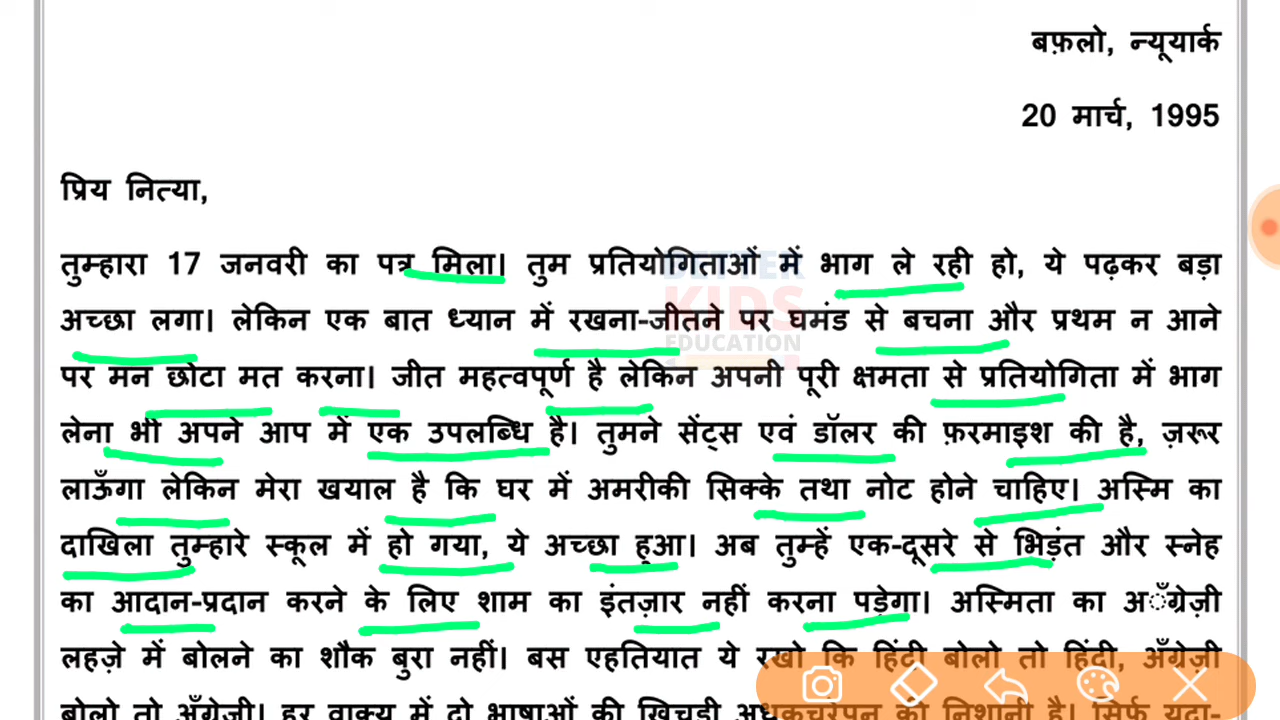 बफ़लो, न्यूयार्क
20 मार्च, 1995
प्रिय नित्या,
तुम्हारा 17 जनवरी का पत्र मिला। तुम प्रतियोगिताओं में भाग ले रही हो, ये पढ़कर बड़ा
अच्छा लगा। लेकिन एक बात ध्यान में रखना-जीतने पर घमंड से बचना और प्रथम न आने
पर मन छोटा मत करना। जीत महत्वपूर्ण है लेकिन अपनी पूरी क्षमता से प्रतियोगिता में भाग
लेना भी अपने आप में एक उपलब्धि है। तुमने सेंट्स एवं डॉलर की फ़रमाइश की है, ज़रूर
लाऊँगा लेकिन मेरा खयाल है कि घर में अमरीकी सिक्के तथा नोट होने चाहिए। अस्मि का
दाखिला तुम्हारे स्कूल में हो गया, ये अच्छा हुआ। अब तुम्हें एक-दूसरे से भिड़ंत और स्नेह
का आदान-प्रदान करने के लिए शाम का इंतज़ार नहीं करना पड़ेगा। अस्मिता का अँग्रेज़ी
लहज़े में बोलने का शौक बुरा नहीं। बस एहतियात ये रखो कि हिंदी बोलो तो हिंदी, अँग्रेज़ी
बोलो तो अँग्रेज़ी। हर वाक्य में दो भाषाओं की खिचड़ी अधकचरेपन की निशानी है।
BETTER
KIDS
EDUCATION